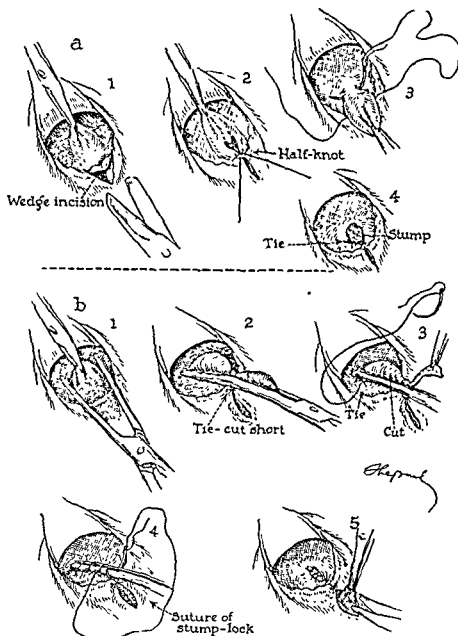 a
1
2
3
Half-knot
Wedge incision
4
Stump
Tie
b
1
2
3
Tie-cut short
Tie
Cut
4
5
Suture of
stump-lock